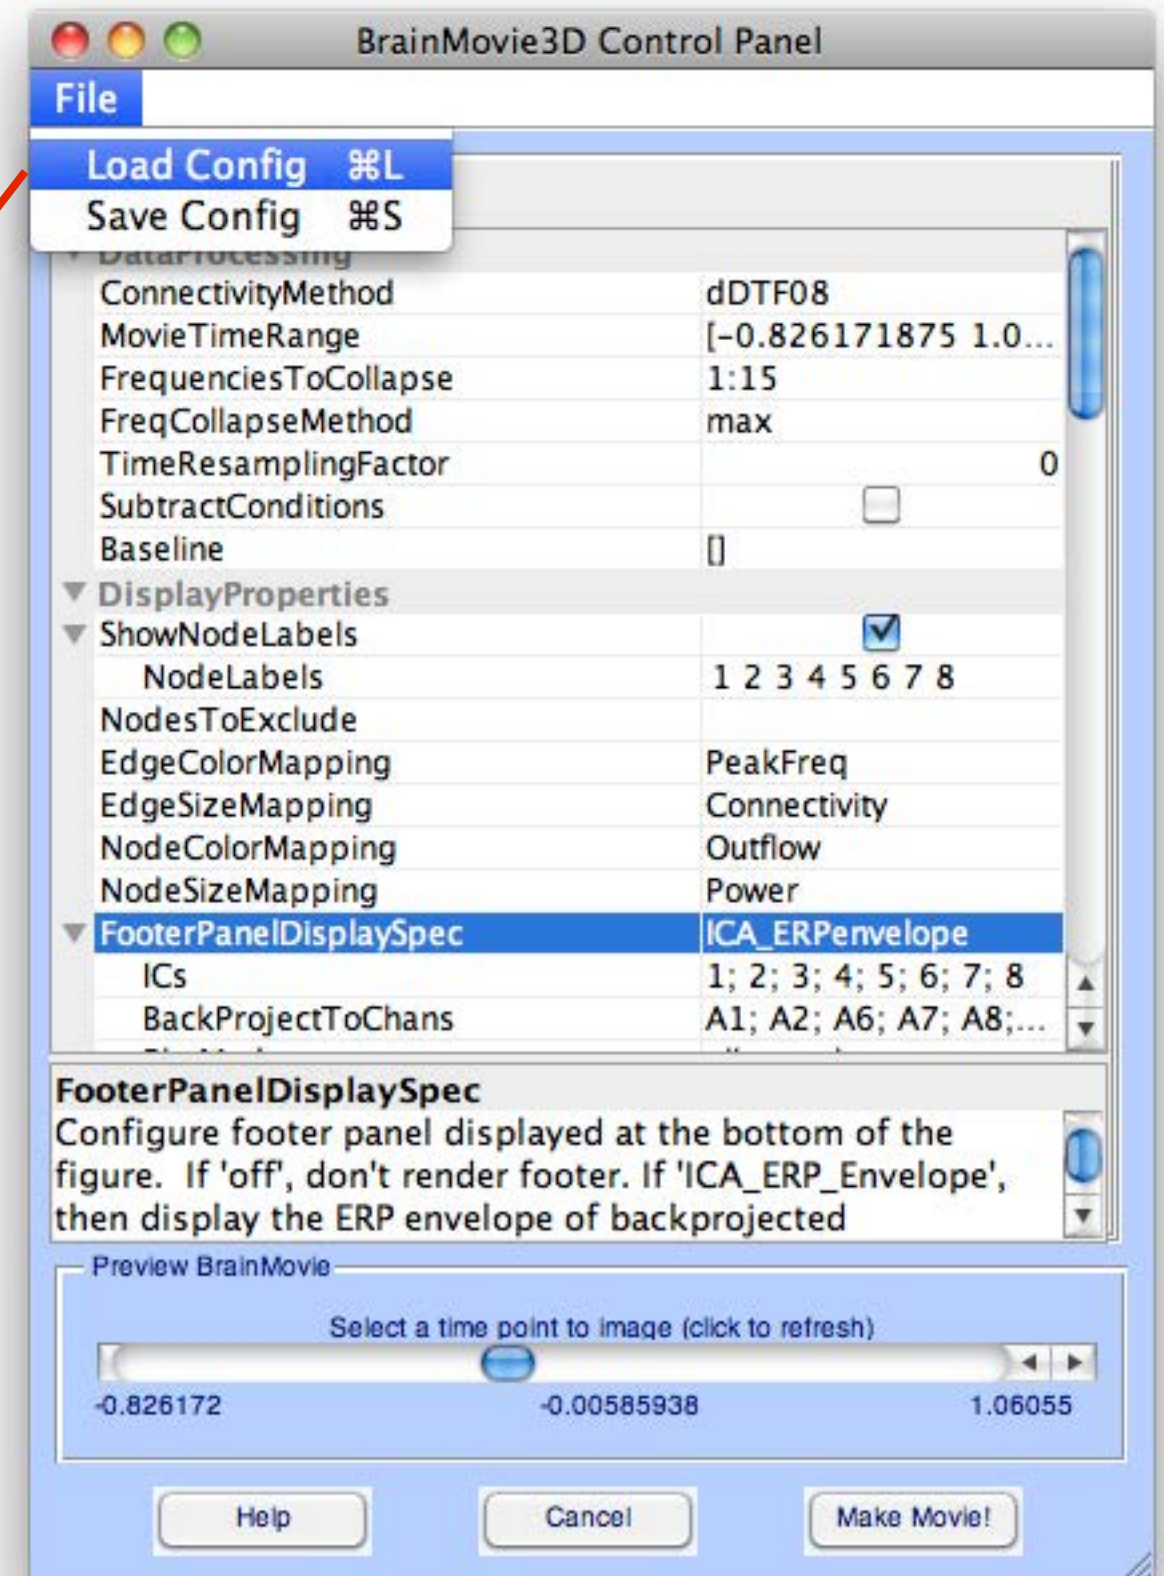 BrainMovie3D Control Panel
File
Load Config ⌘L
Save Config ⌘S
DataProcessing
ConnectivityMethod dDTF08
MovieTimeRange [-0.826171875 1.0...
FrequenciesToCollapse 1:15
FreqCollapseMethod max
TimeResamplingFactor 0
SubtractConditions
Baseline []
DisplayProperties
ShowNodeLabels
NodeLabels 1 2 3 4 5 6 7 8
NodesToExclude
EdgeColorMapping PeakFreq
EdgeSizeMapping Connectivity
NodeColorMapping Outflow
NodeSizeMapping Power
FooterPanelDisplaySpec ICA_ERPenvelope
ICs 1; 2; 3; 4; 5; 6; 7; 8
BackProjectToChans A1; A2; A6; A7; A8;...
FooterPanelDisplaySpec
Configure footer panel displayed at the bottom of the
figure. If 'off', don't render footer. If 'ICA_ERP_Envelope',
then display the ERP envelope of backprojected
Preview BrainMovie
Select a time point to image (click to refresh)
-0.826172 -0.00585938 1.06055
Help Cancel Make Movie!